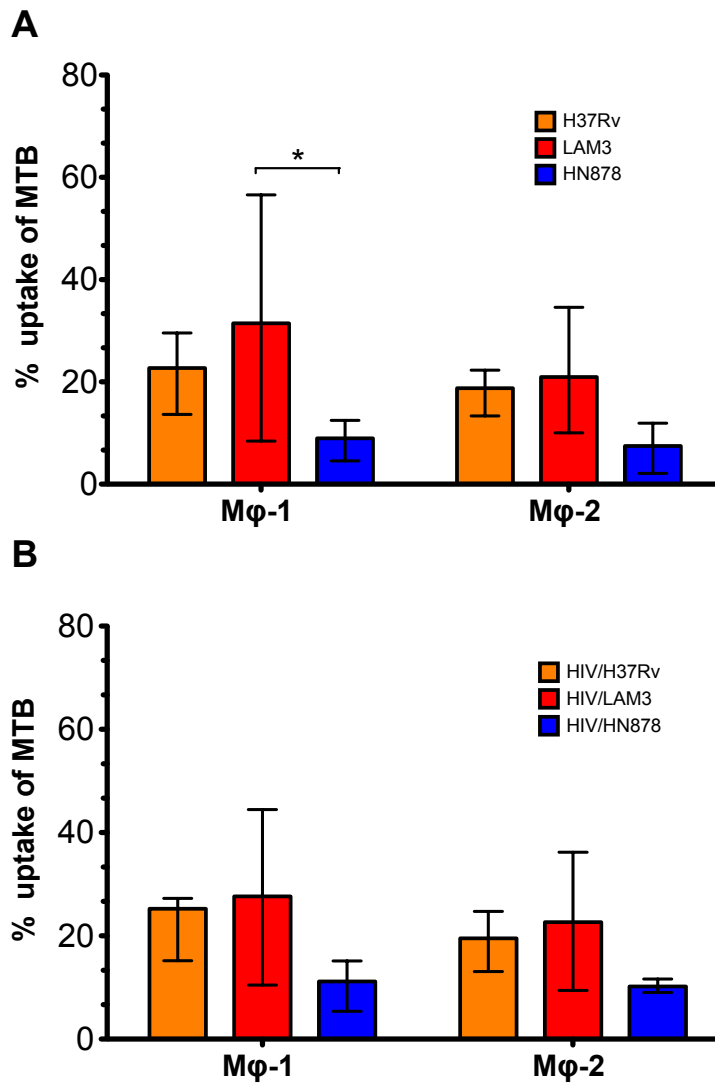 A
80
60
40
20
0
% uptake of MTB
*
H37Rv
LAM3
HN878
Mφ-1 Mφ-2
B
80
60
40
20
0
% uptake of MTB
HIV/H37Rv
HIV/LAM3
HIV/HN878
Mφ-1 Mφ-2